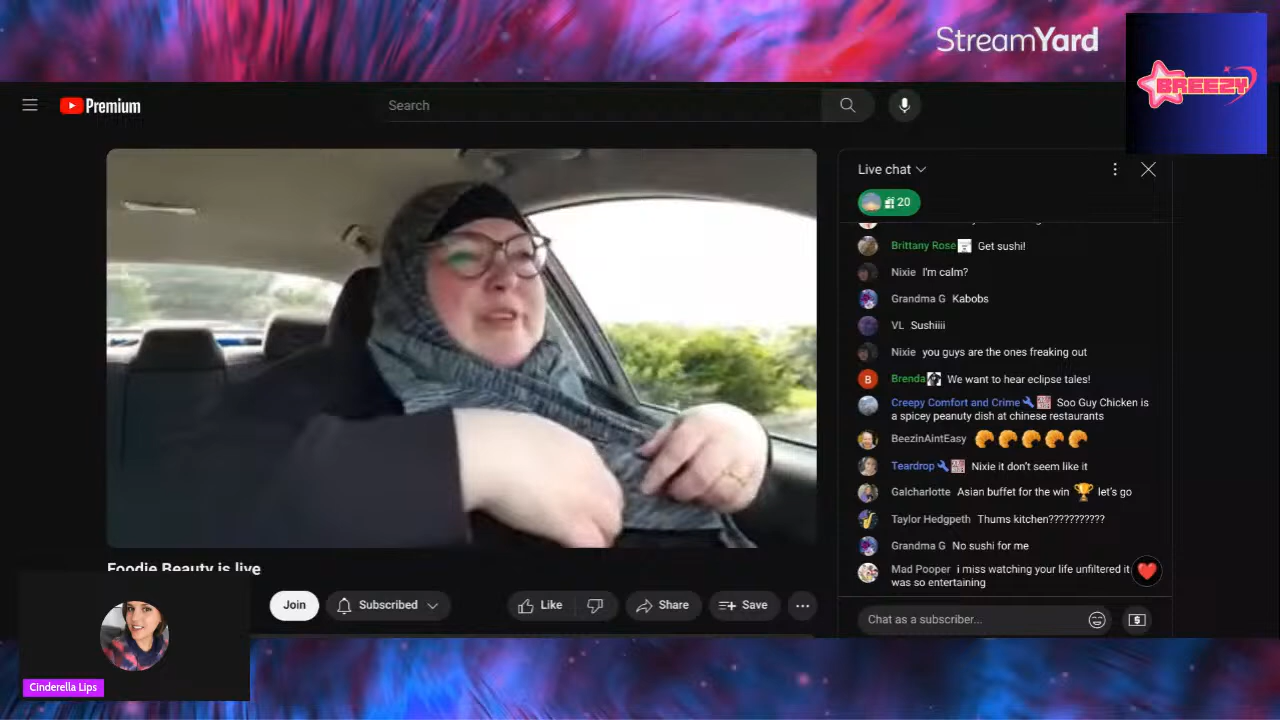 StreamYard
BREEZY
Premium
Search
Live chat
20
Brittany Rose Get sushi!
Nixie I'm calm?
Grandma G Kabobs
VL Sushiiii
Nixie you guys are the ones freaking out
B Brenda We want to hear eclipse tales!
Creepy Comfort and Crime Soo Guy Chicken is
a spicey peanuty dish at chinese restaurants
BeezinAintEasy
Teardrop Nixie it don't seem like it
Galcharlotte Asian buffet for the win let's go
Taylor Hedgpeth Thums kitchen???????????
Grandma G No sushi for me
Mad Pooper i miss watching your life unfiltered it
was so entertaining
Chat as a subscriber...
Foodie Beauty is live
Join
Subscribed
Like
Share
Save
Cinderella Lips